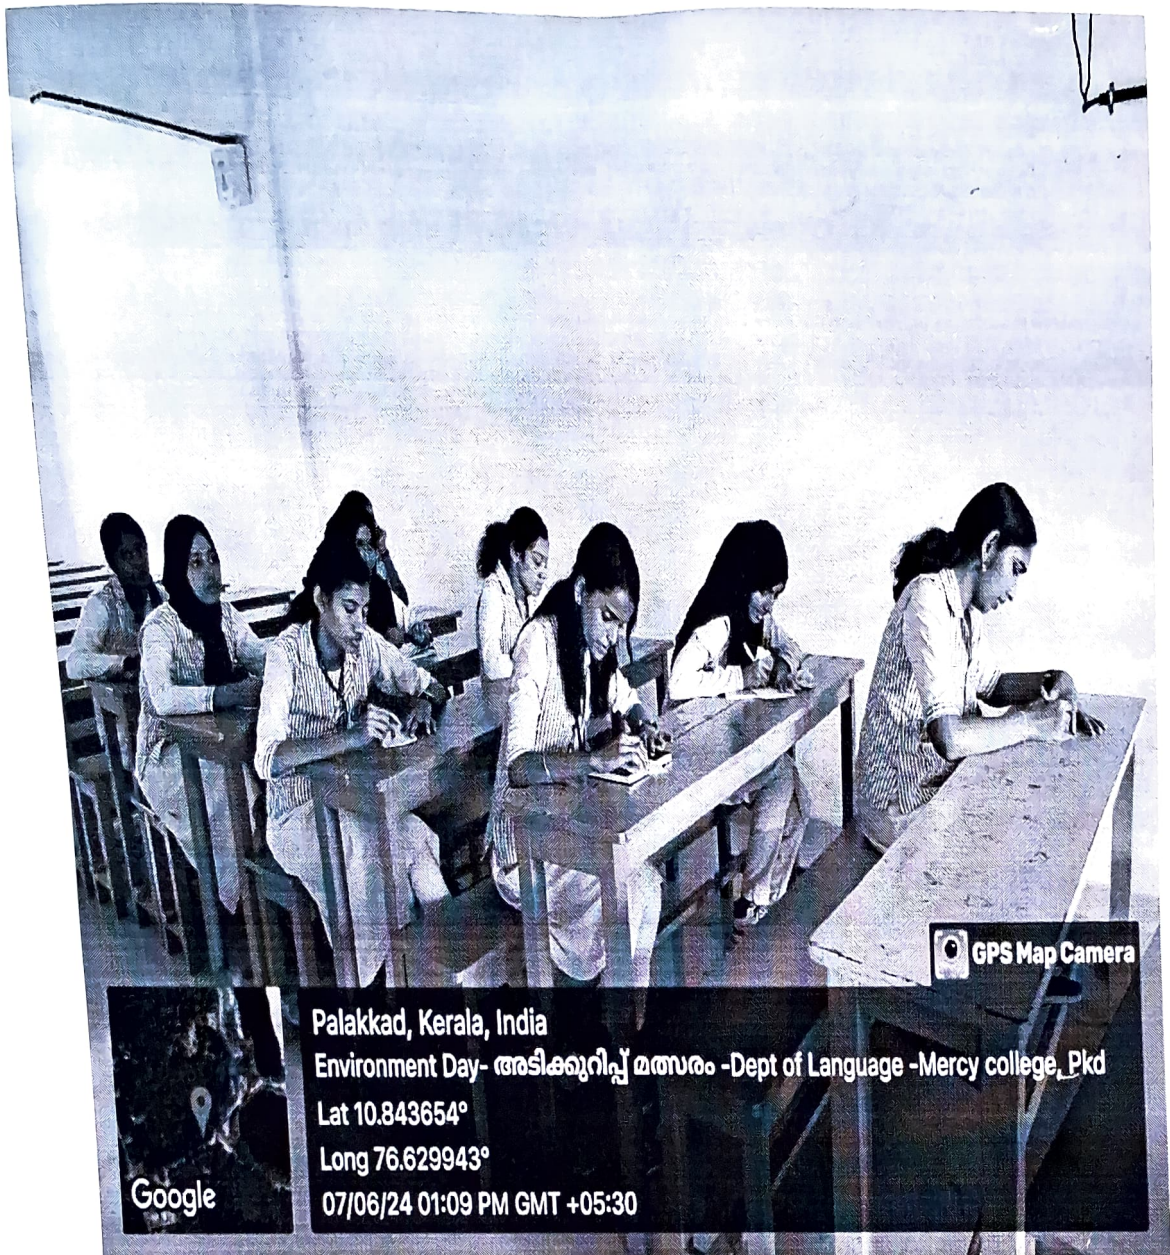 GPS Map Camera
Palakkad, Kerala, India
Environment Day- അടിക്കുറിപ്പ് മത്സരം -Dept of Language -Mercy college, Pkd
Lat 10.843654°
Long 76.629943°
07/06/24 01:09 PM GMT +05:30
Google